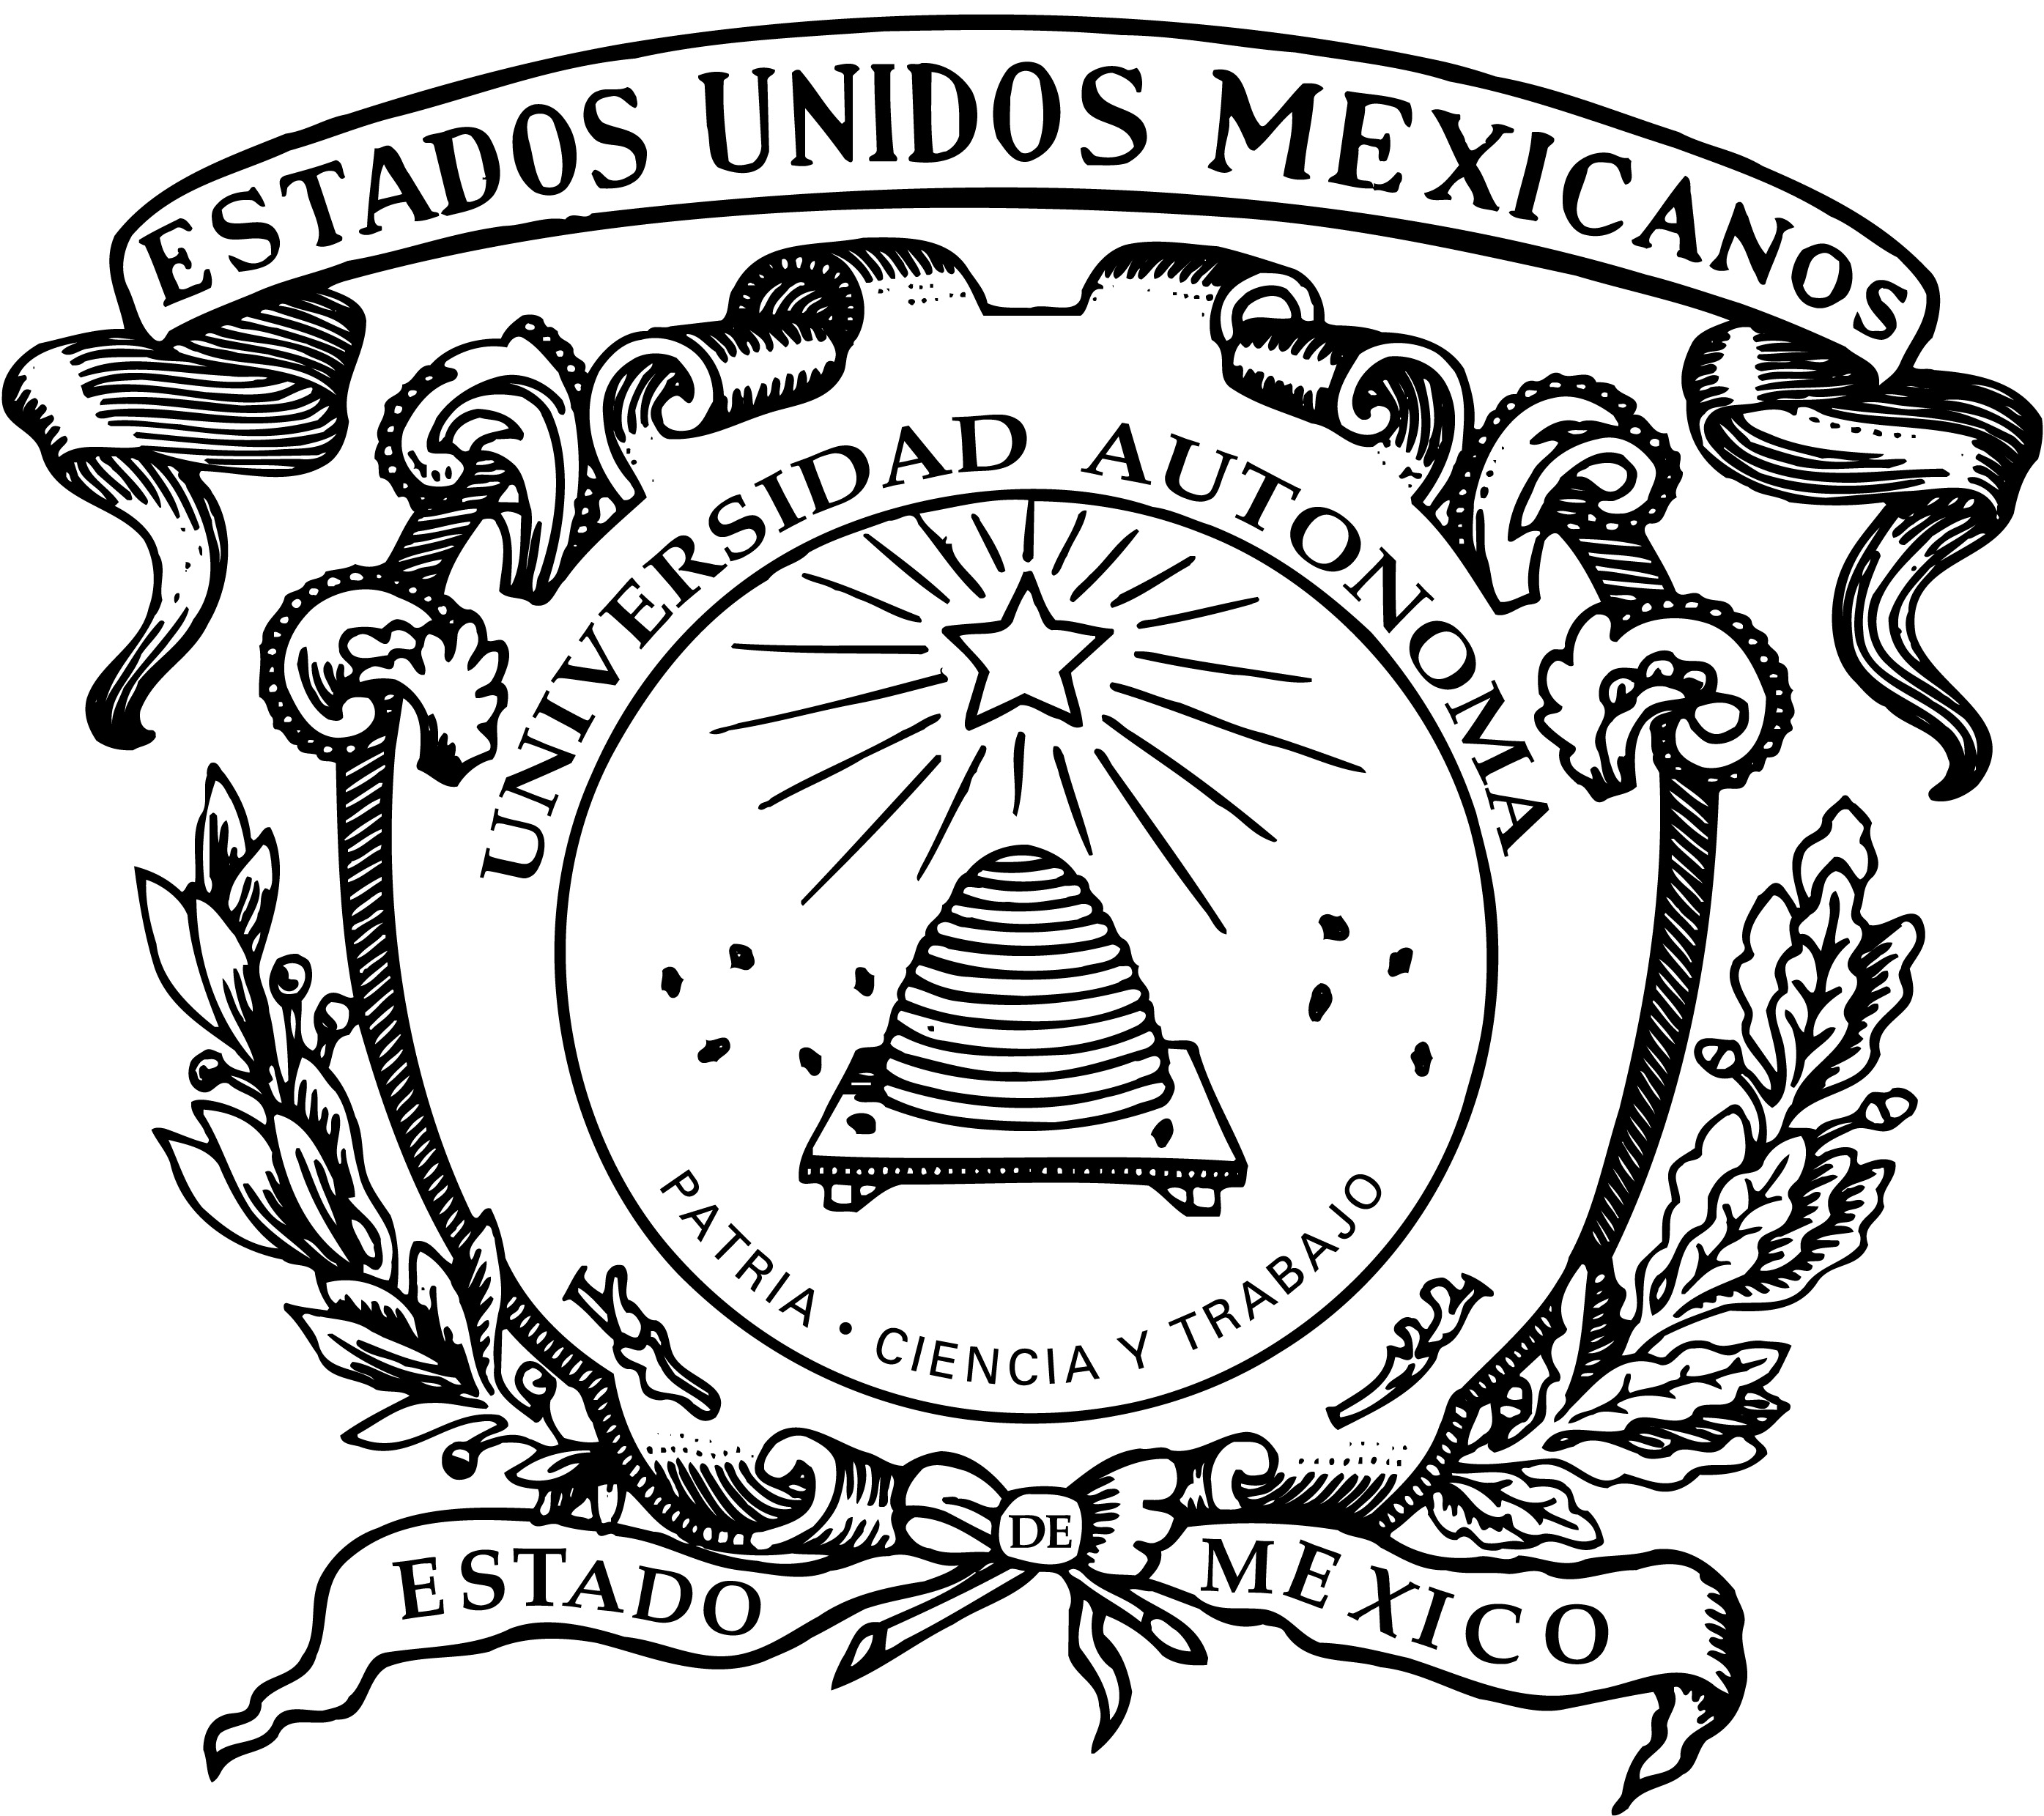 ESTADOS UNIDOS MEXICANOS
UNIVERSIDAD AUTONOMA
PATRIA • CIENCIA Y TRABAJO
ESTADO DE MEXICO